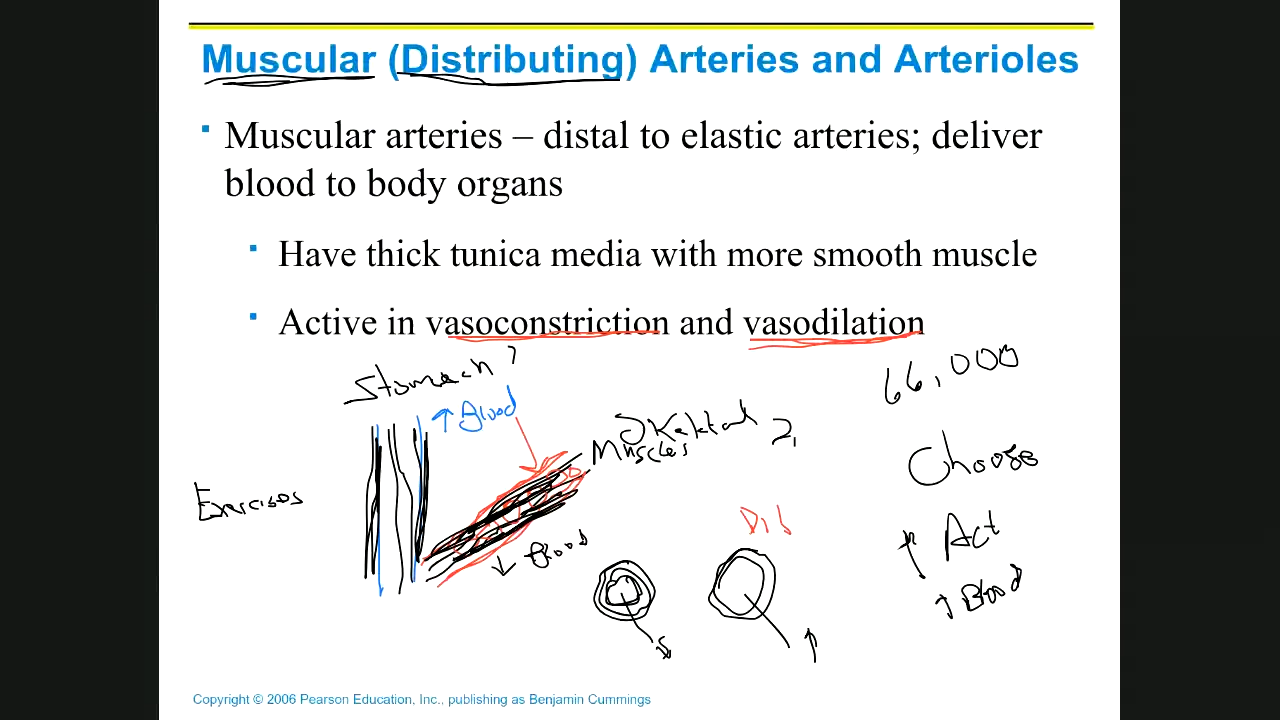 Muscular (Distributing) Arteries and Arterioles
Muscular arteries – distal to elastic arteries; deliver
blood to body organs
Have thick tunica media with more smooth muscle
Active in vasoconstriction and vasodilation
Stomach
66,000
↑ Blood
Skeletal
Muscles
Choose
Exercises
Dil
↑ Act
↓ Blood
↑ Blood
Copyright © 2006 Pearson Education, Inc., publishing as Benjamin Cummings